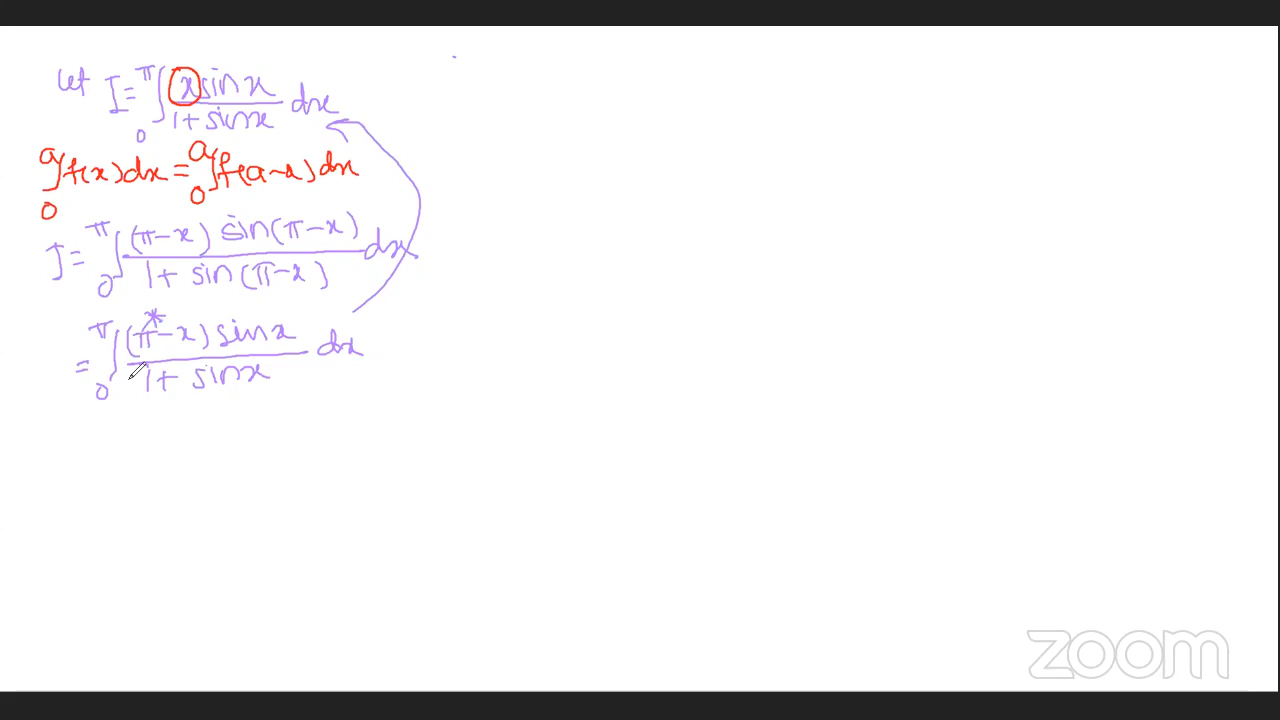 let I = ∫₀^π x sin x / 1 + sin x dx
₀∫ᵃ f(x) dx = ₀∫ᵃ f(a-x) dx
I = ₀∫^π (π-x) sin(π-x) / 1 + sin(π-x) dx
= ₀∫^π (π-x) sin x / 1 + sin x dx
zoom